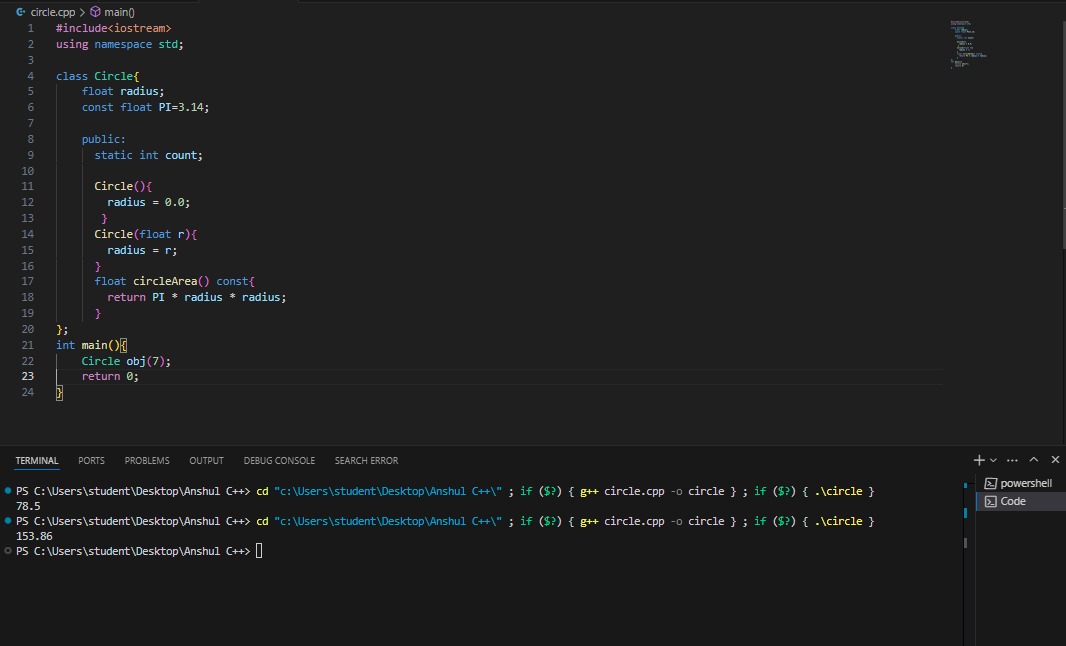 circle.cpp > main()
1 #include<iostream>
2 using namespace std;
3
4 class Circle{
5     float radius;
6     const float PI=3.14;
7
8     public:
9       static int count;
10
11       Circle(){
12         radius = 0.0;
13        }
14       Circle(float r){
15         radius = r;
16       }
17       float circleArea() const{
18         return PI * radius * radius;
19       }
20 };
21 int main(){
22     Circle obj(7);
23     return 0;
24 }
TERMINAL PORTS PROBLEMS OUTPUT DEBUG CONSOLE SEARCH ERROR
PS C:\Users\student\Desktop\Anshul C++> cd "c:\Users\student\Desktop\Anshul C++\" ; if ($?) { g++ circle.cpp -o circle } ; if ($?) { .\circle }
78.5
PS C:\Users\student\Desktop\Anshul C++> cd "c:\Users\student\Desktop\Anshul C++\" ; if ($?) { g++ circle.cpp -o circle } ; if ($?) { .\circle }
153.86
PS C:\Users\student\Desktop\Anshul C++>
powershell
Code